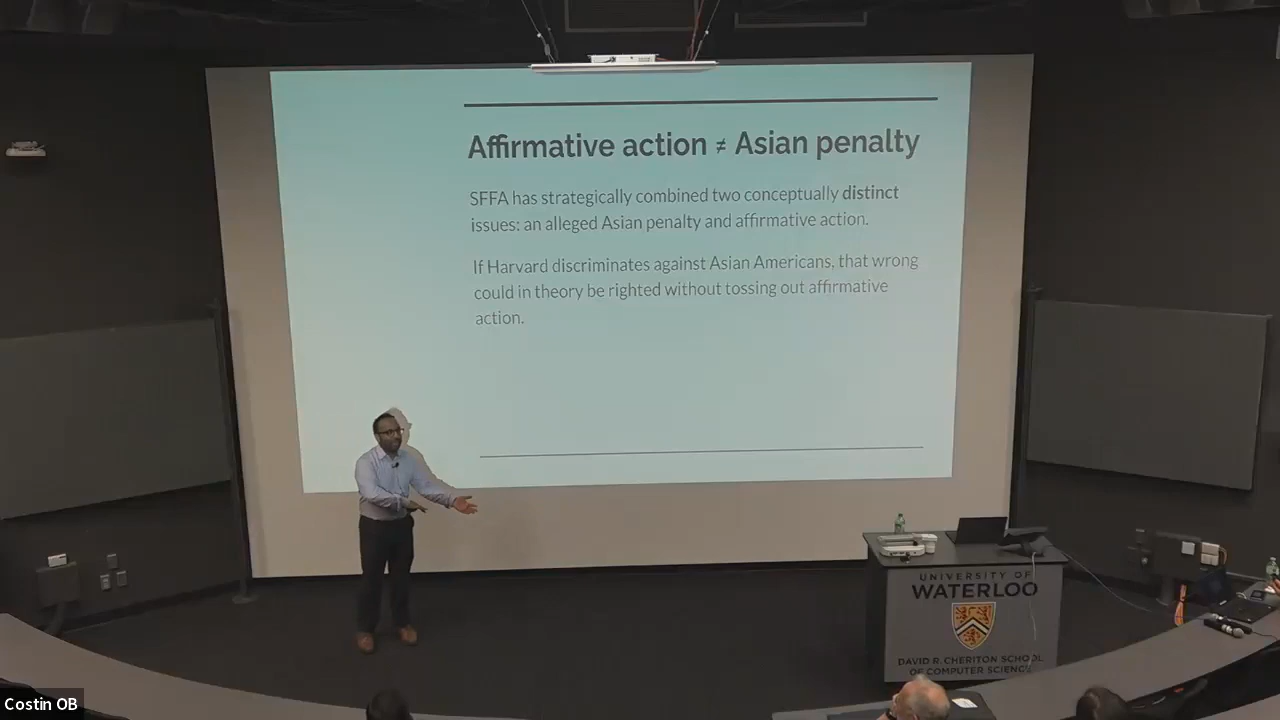 Affirmative action ≠ Asian penalty
SFFA has strategically combined two conceptually distinct
issues: an alleged Asian penalty and affirmative action.
If Harvard discriminates against Asian Americans, that wrong
could in theory be righted without tossing out affirmative
action.
UNIVERSITY OF
WATERLOO
DAVID R. CHERITON SCHOOL
OF COMPUTER SCIENCE
Costin OB